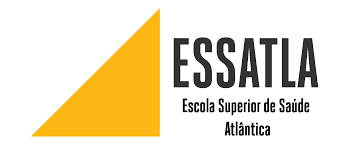 ESSATLA
Escola Superior de Saúde
Atlântica